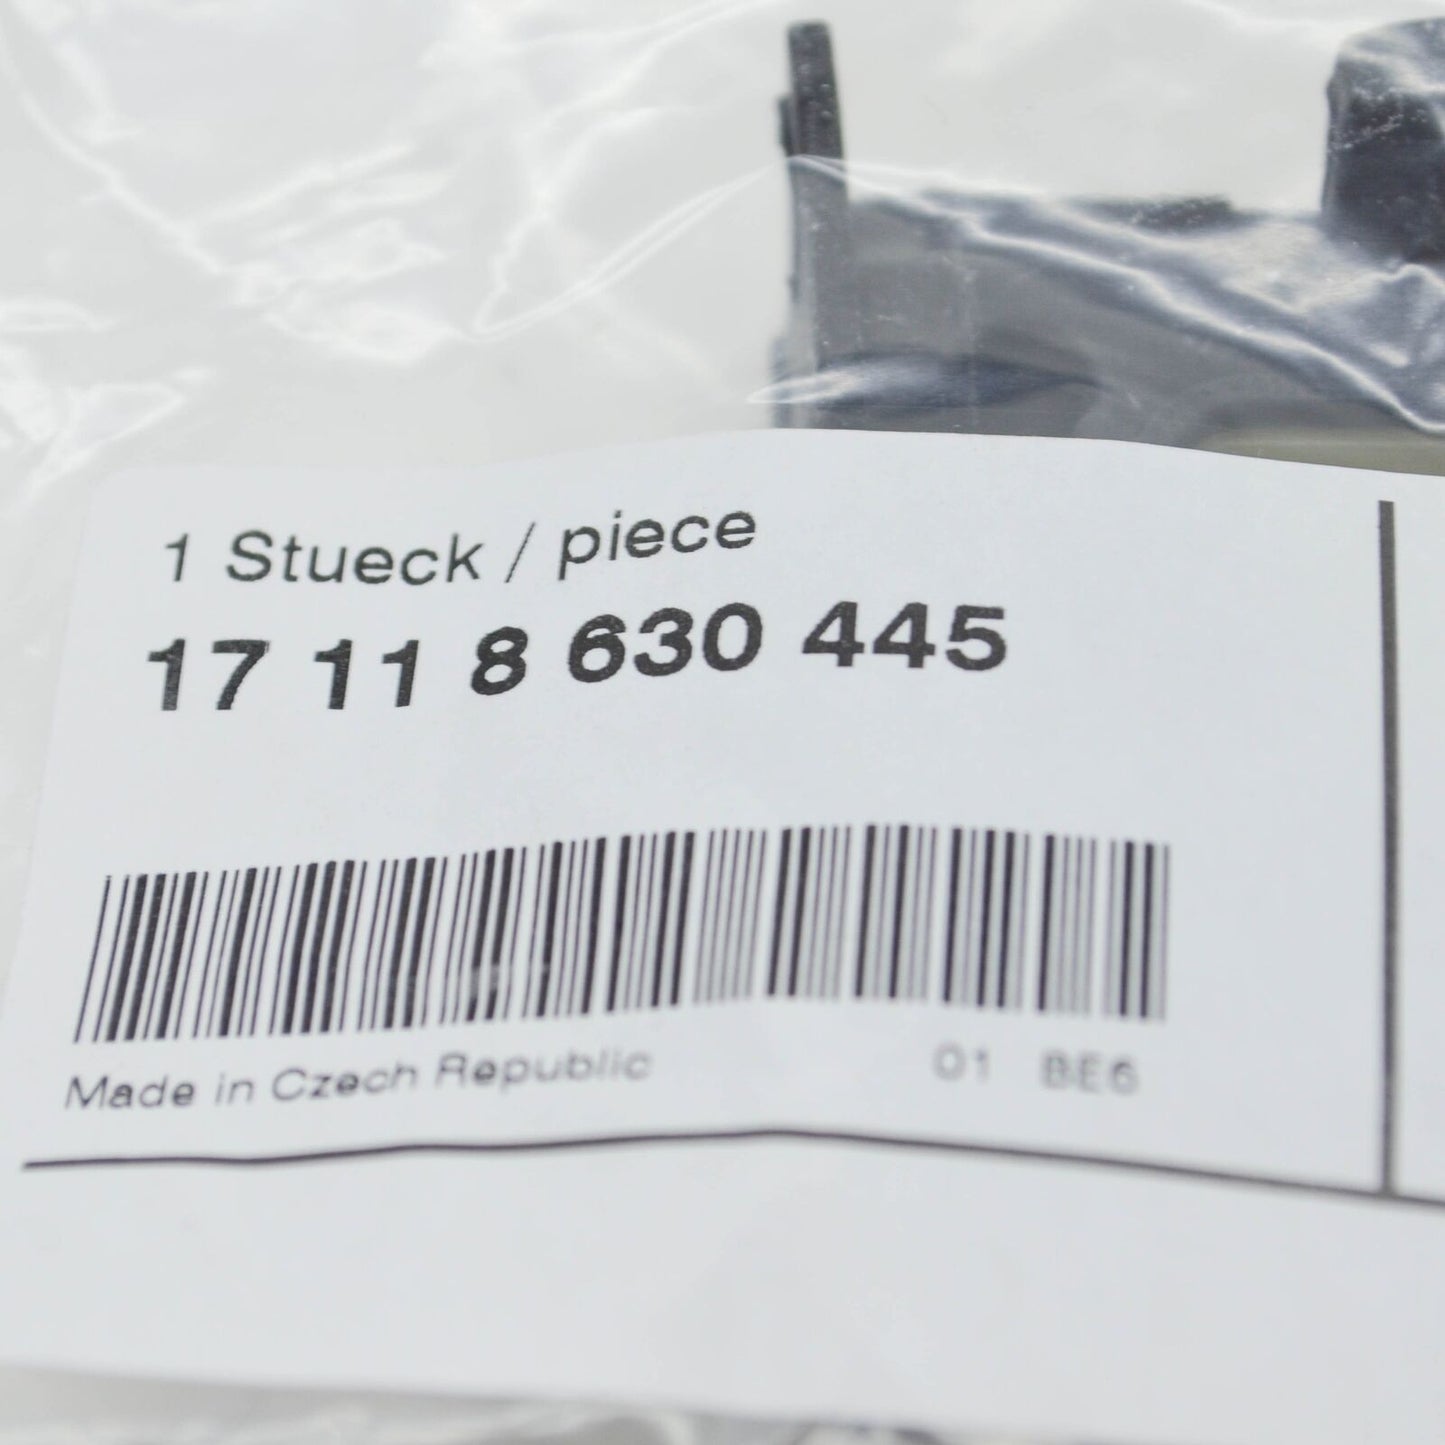 1 Stueck / piece
17 11 8 630 445
Made in Czech Republic 01 BE6